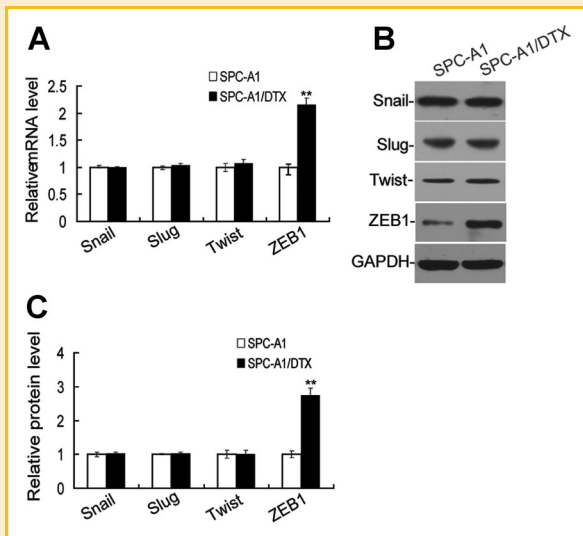 A
SPC-A1
SPC-A1/DTX
RelativemRNA level
2.5
2
1.5
1
0.5
0
**
Snail
Slug
Twist
ZEB1
B
SPC-A1
SPC-A1/DTX
Snail-
Slug-
Twist-
ZEB1-
GAPDH-
C
SPC-A1
SPC-A1/DTX
Relative protein level
4
3
2
1
0
**
Snail
Slug
Twist
ZEB1